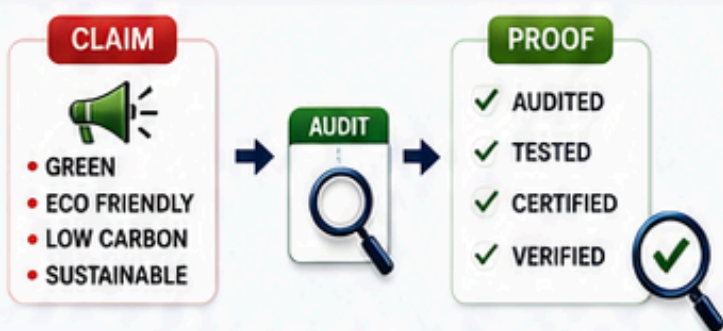 CLAIM
GREEN
ECO FRIENDLY
LOW CARBON
SUSTAINABLE
AUDIT
PROOF
AUDITED
TESTED
CERTIFIED
VERIFIED